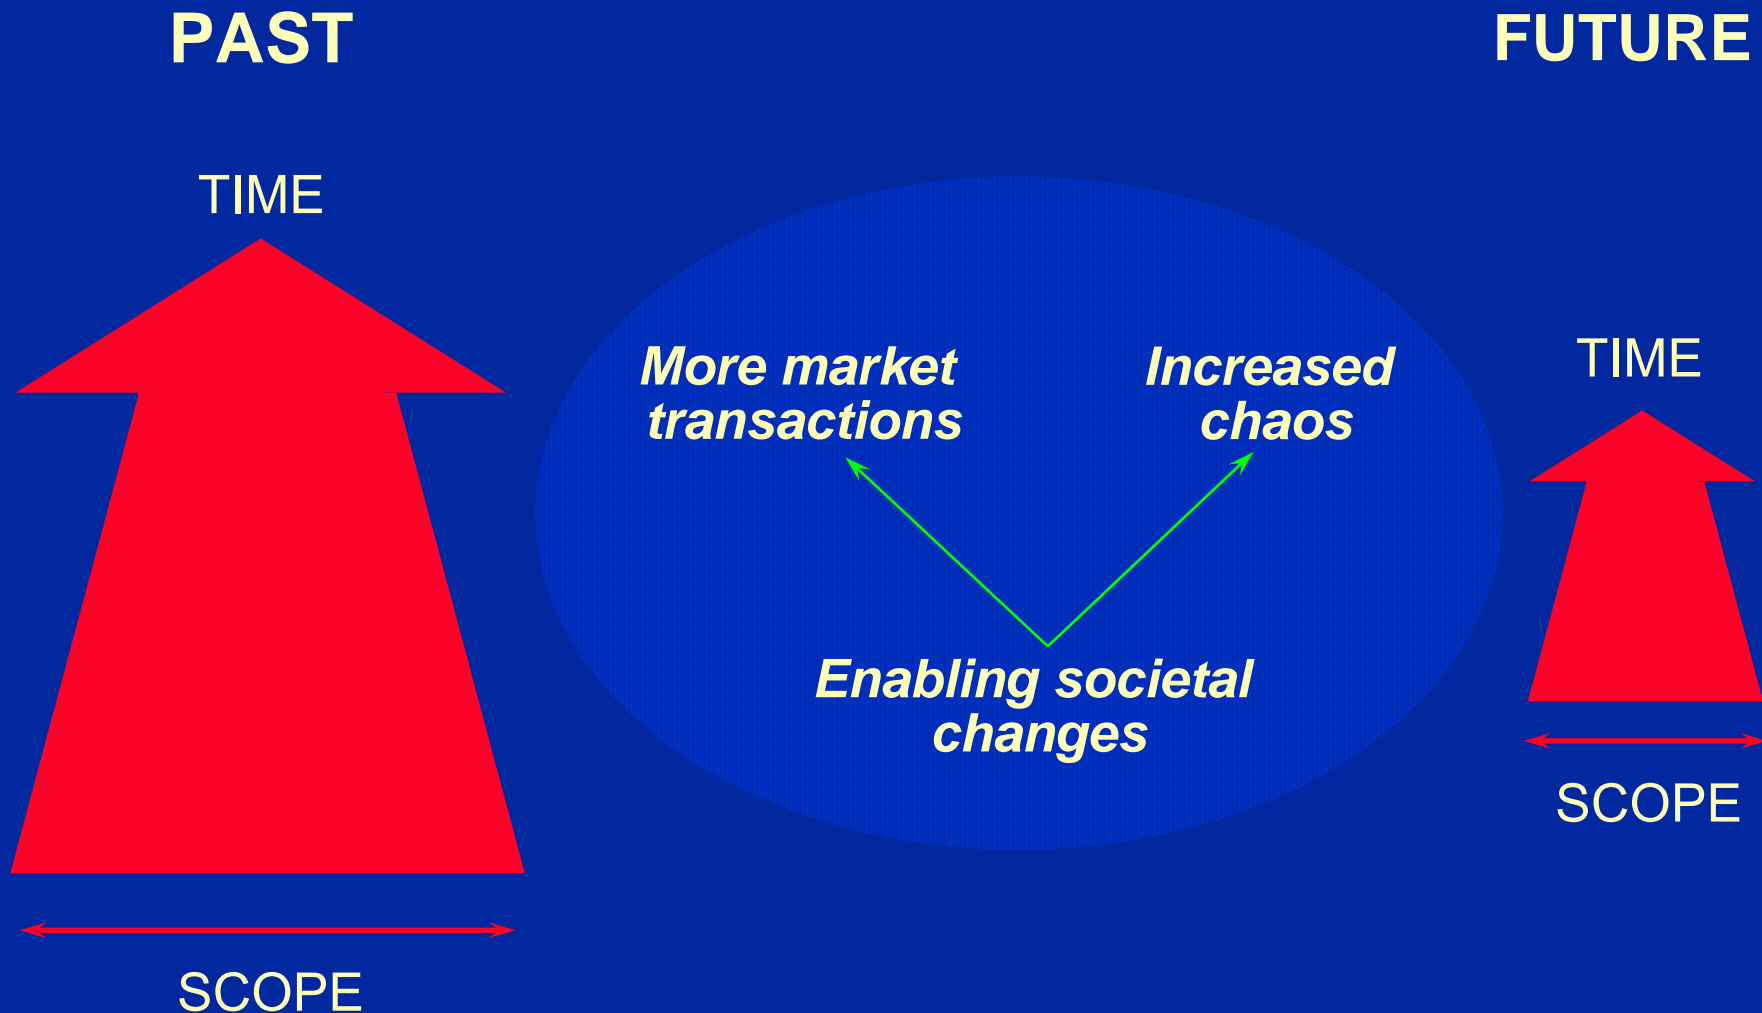 PAST
FUTURE
TIME
More market
transactions
Increased
chaos
TIME
Enabling societal
changes
SCOPE
SCOPE